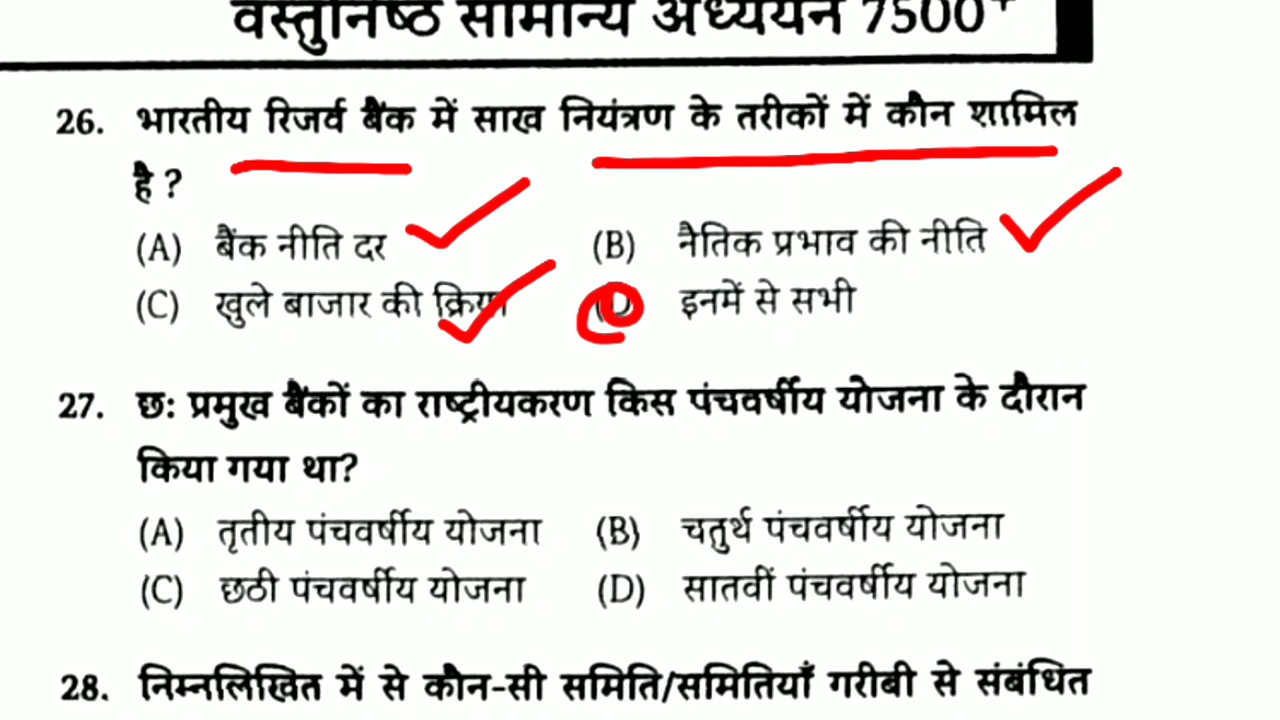 वस्तुनिष्ठ सामान्य अध्ययन 7500+
26. भारतीय रिजर्व बैंक में साख नियंत्रण के तरीकों में कौन शामिल
है ?
(A) बैंक नीति दर (B) नैतिक प्रभाव की नीति
(C) खुले बाजार की क्रिया (D) इनमें से सभी
27. छः प्रमुख बैंकों का राष्ट्रीयकरण किस पंचवर्षीय योजना के दौरान
किया गया था?
(A) तृतीय पंचवर्षीय योजना (B) चतुर्थ पंचवर्षीय योजना
(C) छठी पंचवर्षीय योजना (D) सातवीं पंचवर्षीय योजना
28. निम्नलिखित में से कौन-सी समिति/समितियाँ गरीबी से संबंधित